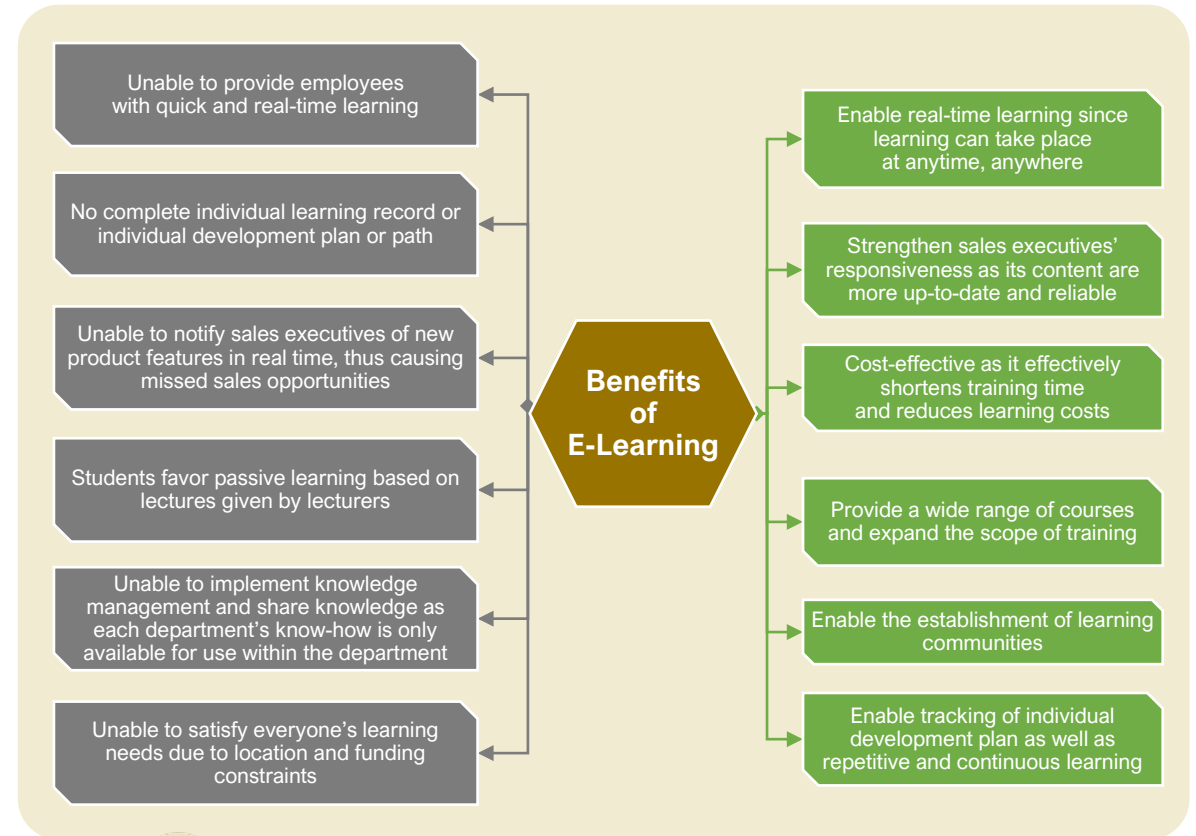 Unable to provide employees
with quick and real-time learning
No complete individual learning record or
individual development plan or path
Unable to notify sales executives of new
product features in real time, thus causing
missed sales opportunities
Students favor passive learning based on
lectures given by lecturers
Unable to implement knowledge
management and share knowledge as
each department’s know-how is only
available for use within the department
Unable to satisfy everyone’s learning
needs due to location and funding
constraints
Benefits
of
E-Learning
Enable real-time learning since
learning can take place
at anytime, anywhere
Strengthen sales executives’
responsiveness as its content are
more up-to-date and reliable
Cost-effective as it effectively
shortens training time
and reduces learning costs
Provide a wide range of courses
and expand the scope of training
Enable the establishment of learning
communities
Enable tracking of individual
development plan as well as
repetitive and continuous learning